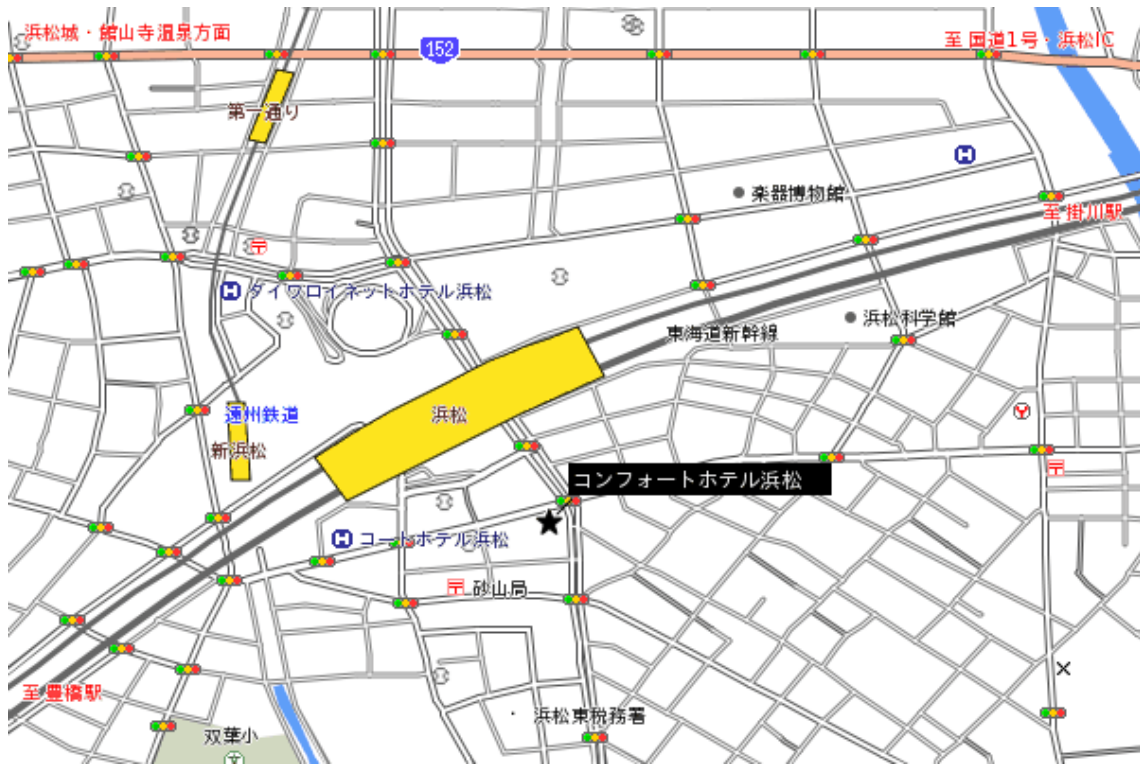 浜松城・舘山寺温泉方面
152
至 国道1号・浜松IC
第一通り
楽器博物館
至 掛川駅
ダイワロイネットホテル浜松
浜松科学館
東海道新幹線
遠州鉄道
浜松
新浜松
コンフォートホテル浜松
コートホテル浜松
砂山局
至 豊橋駅
浜松東税務署
双葉小